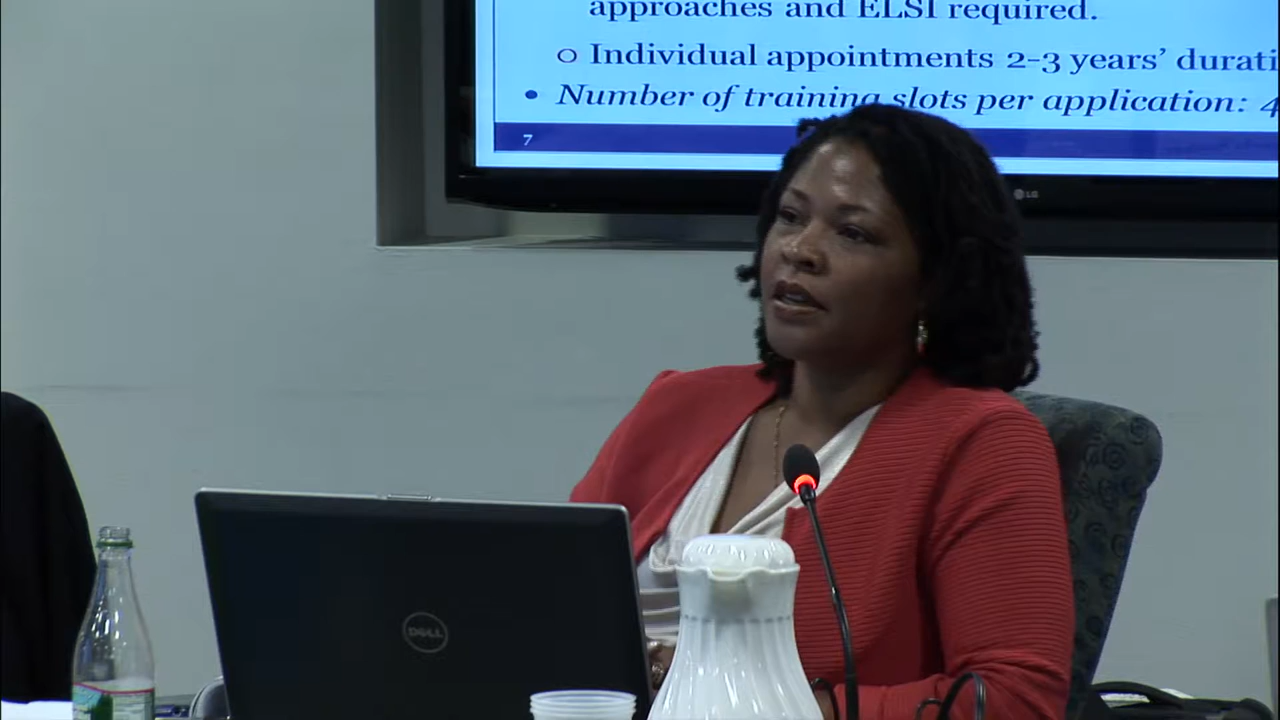 approaches and ELSI required.
o Individual appointments 2-3 years' durati
• Number of training slots per application: 4
7
LG
DELL